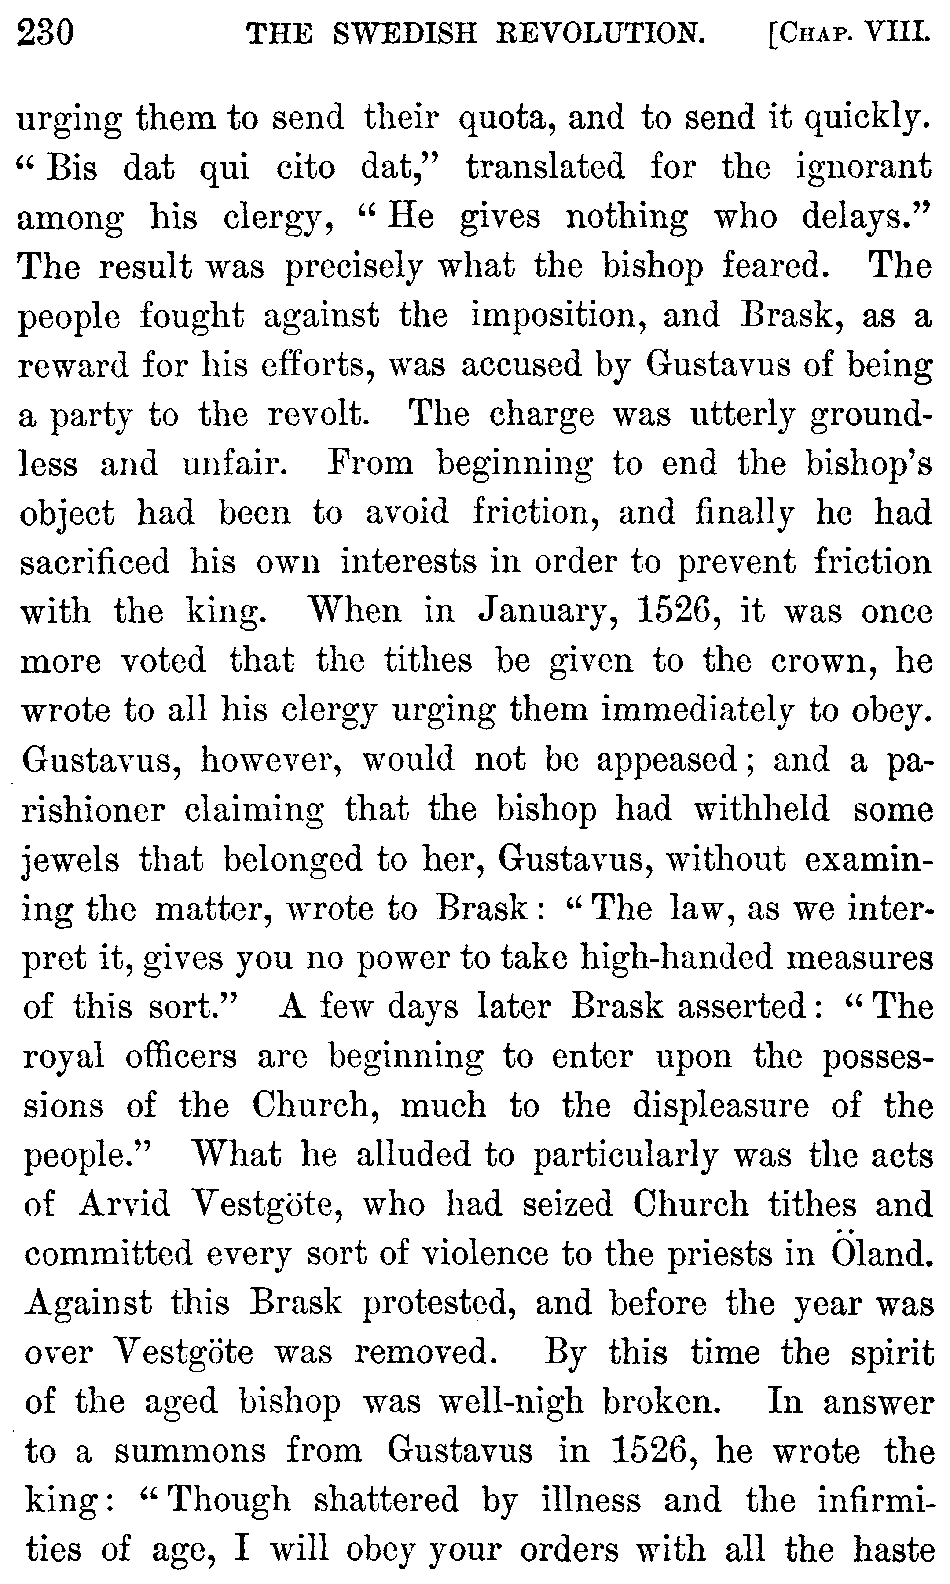 230 THE SWEDISH REVOLUTION. [CHAP. VIII.
urging them to send their quota, and to send it quickly.
“Bis dat qui cito dat,” translated for the ignorant
among his clergy, “He gives nothing who delays.”
The result was precisely what the bishop feared. The
people fought against the imposition, and Brask, as a
reward for his efforts, was accused by Gustavus of being
a party to the revolt. The charge was utterly ground-
less and unfair. From beginning to end the bishop’s
object had been to avoid friction, and finally he had
sacrificed his own interests in order to prevent friction
with the king. When in January, 1526, it was once
more voted that the tithes be given to the crown, he
wrote to all his clergy urging them immediately to obey.
Gustavus, however, would not be appeased; and a pa-
rishioner claiming that the bishop had withheld some
jewels that belonged to her, Gustavus, without examin-
ing the matter, wrote to Brask: “The law, as we inter-
pret it, gives you no power to take high-handed measures
of this sort.” A few days later Brask asserted: “The
royal officers are beginning to enter upon the posses-
sions of the Church, much to the displeasure of the
people.” What he alluded to particularly was the acts
of Arvid Vestgöte, who had seized Church tithes and
committed every sort of violence to the priests in Öland.
Against this Brask protested, and before the year was
over Vestgöte was removed. By this time the spirit
of the aged bishop was well-nigh broken. In answer
to a summons from Gustavus in 1526, he wrote the
king: “Though shattered by illness and the infirmi-
ties of age, I will obey your orders with all the haste